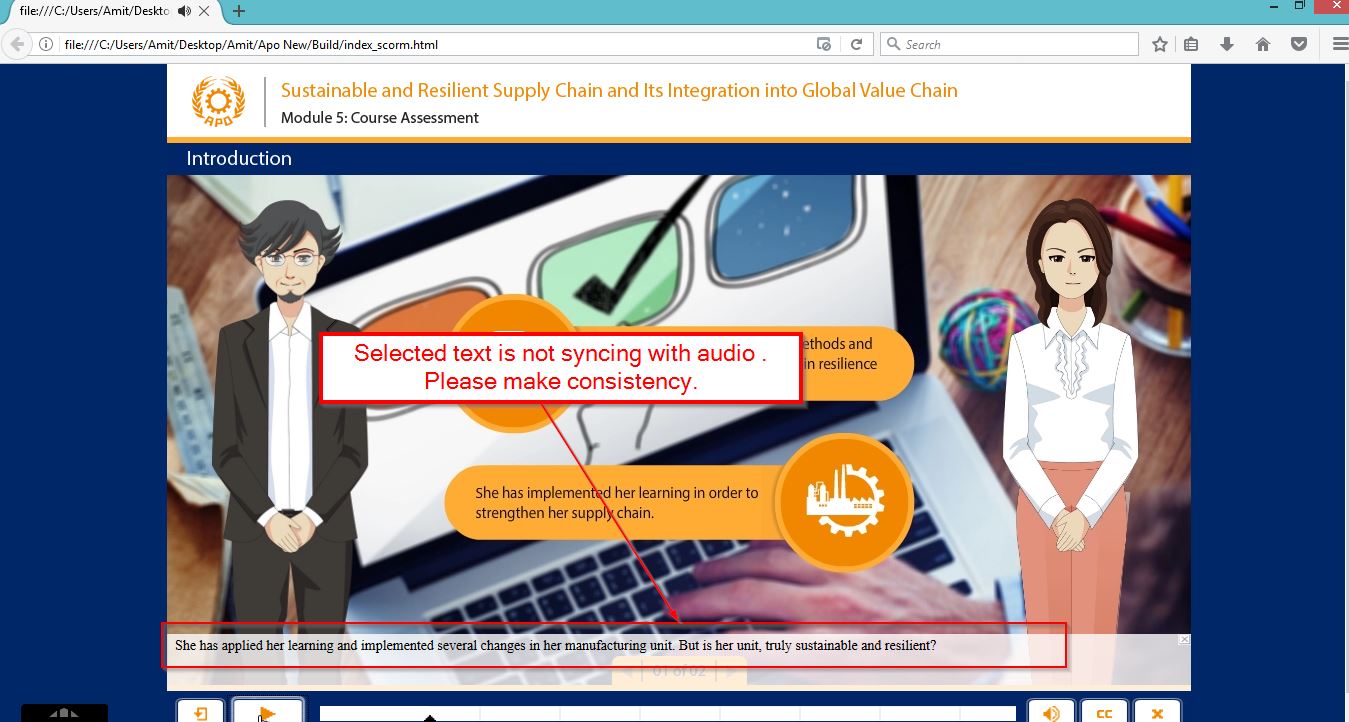 file:///C:/Users/Amit/Deskto
file:///C:/Users/Amit/Desktop/Amit/Apo New/Build/index_scorm.html
Search
APO
Sustainable and Resilient Supply Chain and Its Integration into Global Value Chain
Module 5: Course Assessment
Introduction
Selected text is not syncing with audio .
Please make consistency.
ethods and
in resilience
She has implemented her learning in order to
strengthen her supply chain.
She has applied her learning and implemented several changes in her manufacturing unit. But is her unit, truly sustainable and resilient?
01 of 02
CC